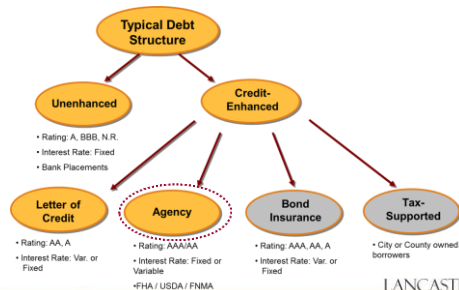 Typical Debt
Structure
Unenhanced
Credit-
Enhanced
• Rating: A, BBB, N.R.
• Interest Rate: Fixed
• Bank Placements
Letter of
Credit
Agency
Bond
Insurance
Tax-
Supported
• Rating: AA, A
• Interest Rate: Var. or
Fixed
• Rating: AAA/AA
• Interest Rate: Fixed or
Variable
•FHA / USDA / FNMA
• Rating: AAA, AA, A
• Interest Rate: Var. or
Fixed
• City or County owned
borrowers
LANCAST